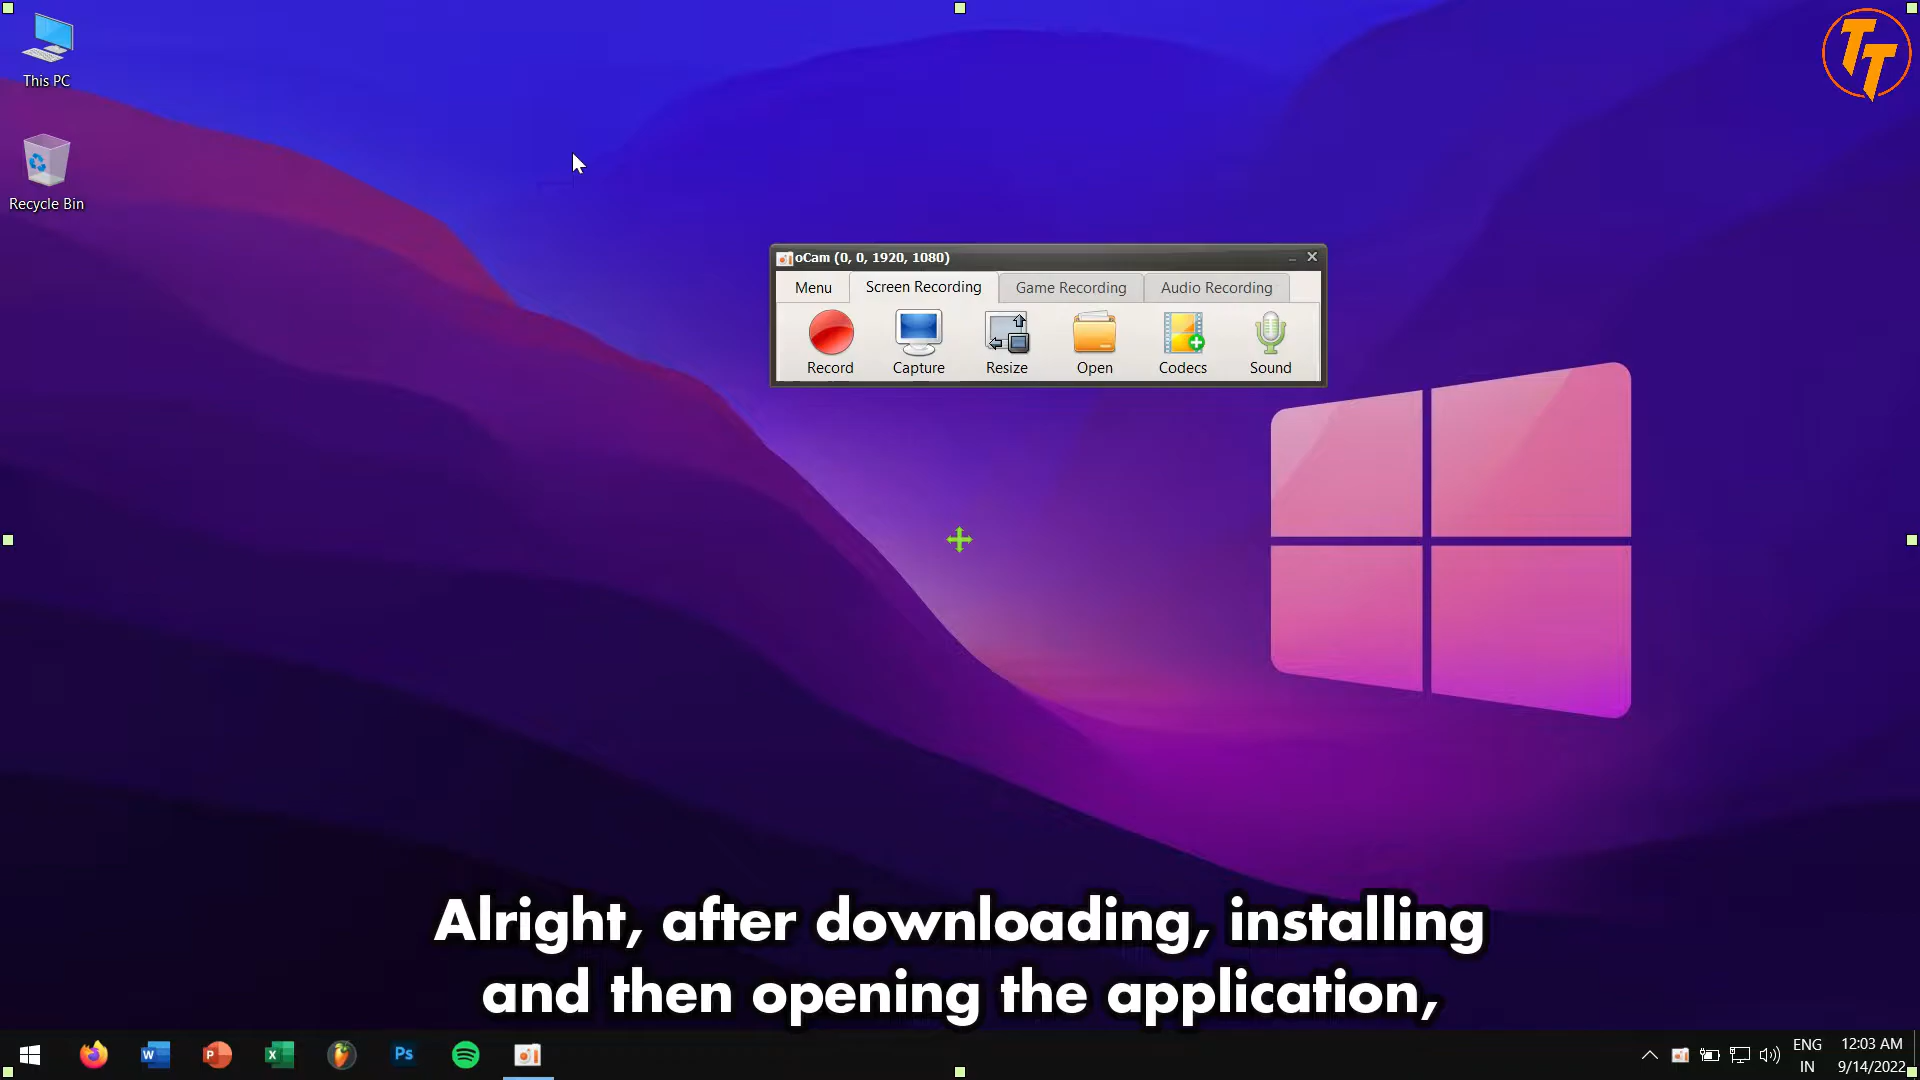 This PC
TT
Recycle Bin
oCam (0, 0, 1920, 1080)
Menu Screen Recording Game Recording Audio Recording
Record Capture Resize Open Codecs Sound
Alright, after downloading, installing
and then opening the application,
W P X Ps
ENG 12:03 AM
IN 9/14/2022